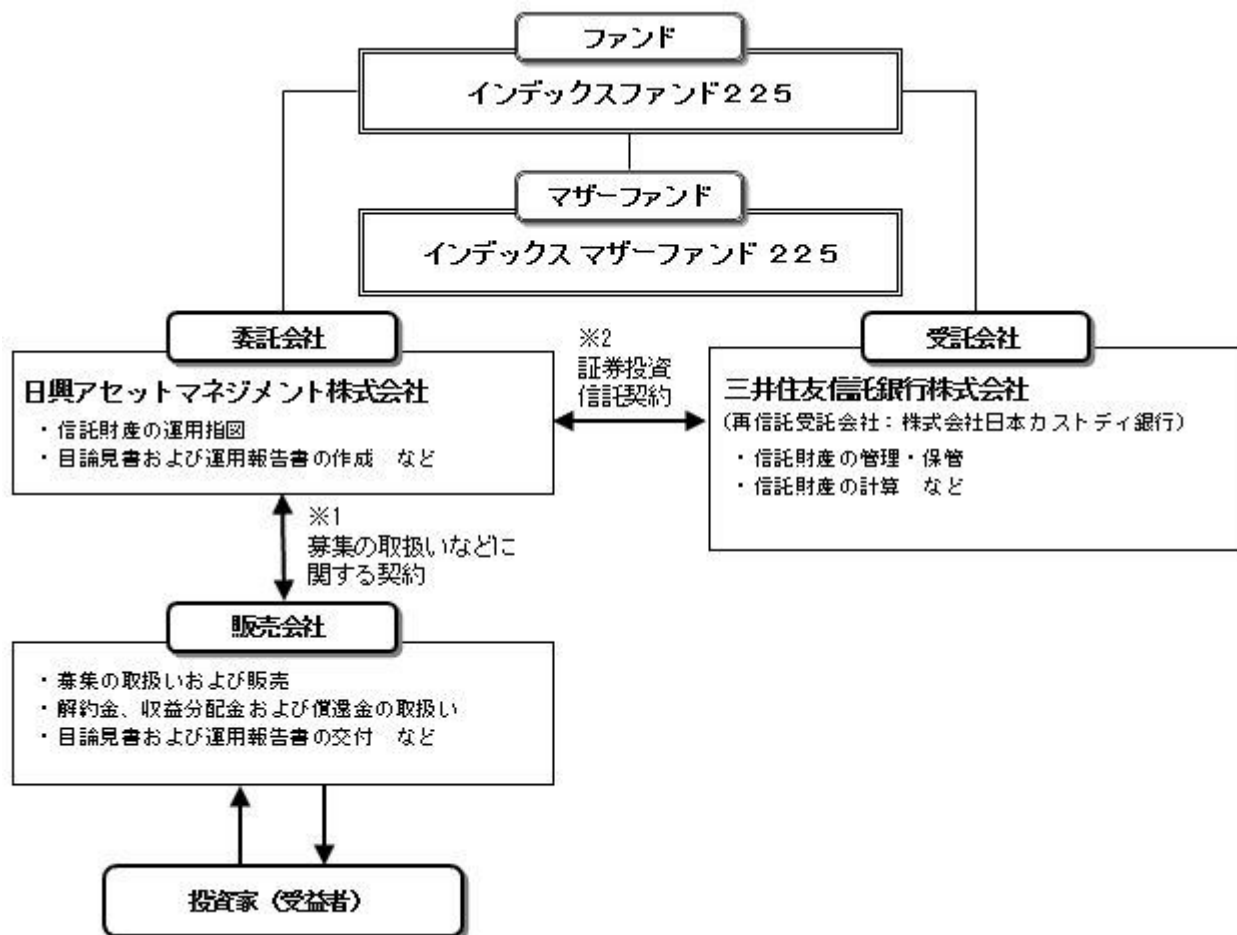 ファンド
インデックスファンド２２５
マザーファンド
インデックス マザーファンド ２２５
委託会社
日興アセットマネジメント株式会社
・信託財産の運用指図
・目論見書および運用報告書の作成　など
※2
証券投資
信託契約
受託会社
三井住友信託銀行株式会社
（再信託受託会社：株式会社日本カストディ銀行）
・信託財産の管理・保管
・信託財産の計算　など
※1
募集の取扱いなどに
関する契約
販売会社
・募集の取扱いおよび販売
・解約金、収益分配金および償還金の取扱い
・目論見書および運用報告書の交付　など
投資家（受益者）